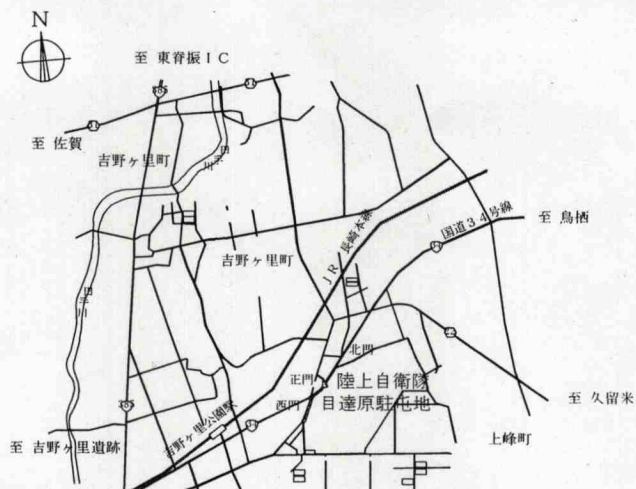 N
至 東脊振IC
至 佐賀
吉野ヶ里町
田手川
吉野ヶ里町
JR長崎本線
国道34号線
至 鳥栖
田手川
北門
正門
陸上自衛隊
目達原駐屯地
西門
至 久留米
吉野ヶ里公園駅
至 吉野ヶ里遺跡
上峰町